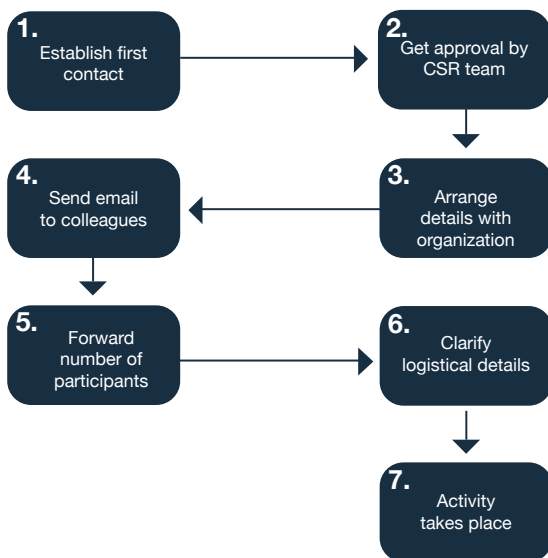 1.
Establish first
contact
2.
Get approval by
CSR team
3.
Arrange
details with
organization
4.
Send email
to colleagues
5.
Forward
number of
participants
6.
Clarify
logistical details
7.
Activity
takes place